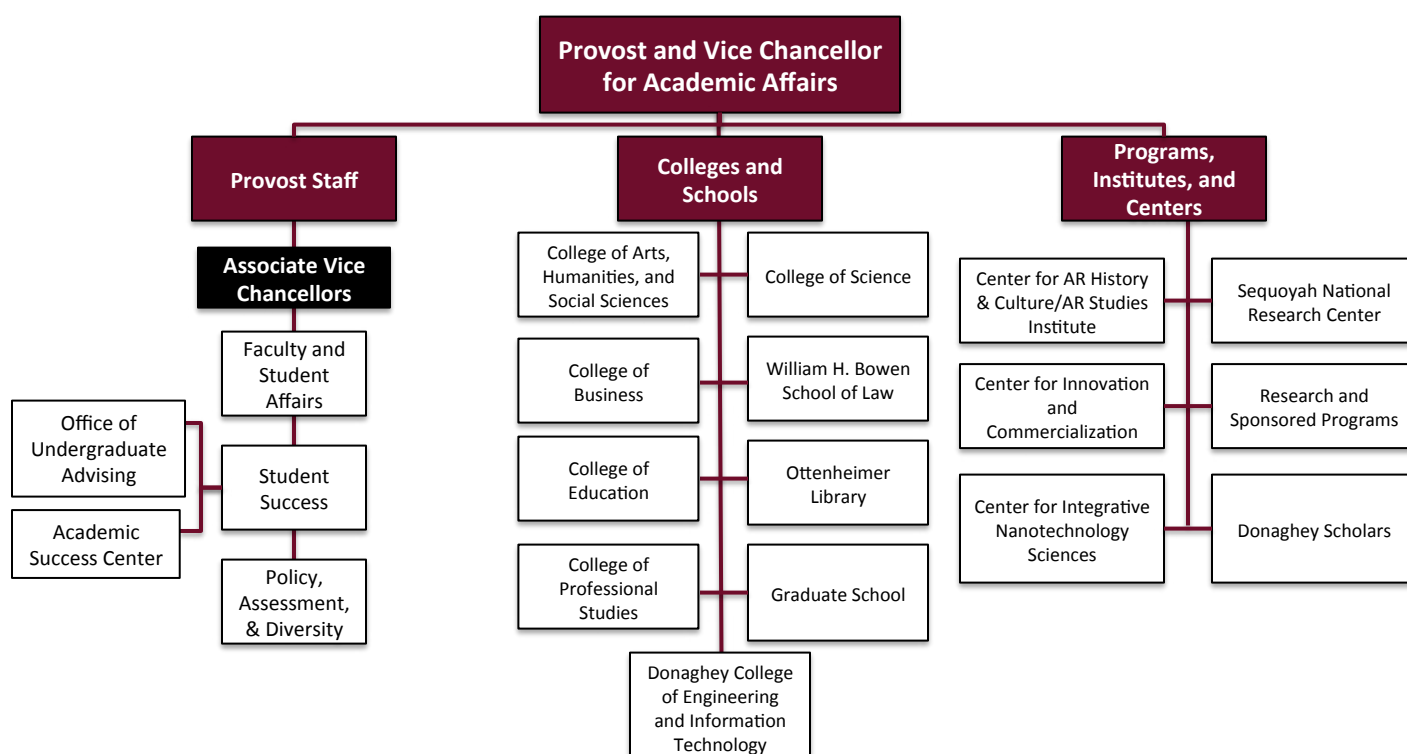 Provost and Vice Chancellor
for Academic Affairs
Provost Staff
Colleges and
Schools
Programs,
Institutes, and
Centers
Associate Vice
Chancellors
Faculty and
Student
Affairs
Office of
Undergraduate
Advising
Student
Success
Academic
Success Center
Policy,
Assessment,
& Diversity
College of Arts,
Humanities, and
Social Sciences
College of Science
College of
Business
William H. Bowen
School of Law
College of
Education
Ottenheimer
Library
College of
Professional
Studies
Graduate School
Donaghey College
of Engineering
and Information
Technology
Center for AR History
& Culture/AR Studies
Institute
Sequoyah National
Research Center
Center for Innovation
and
Commercialization
Research and
Sponsored Programs
Center for Integrative
Nanotechnology
Sciences
Donaghey Scholars